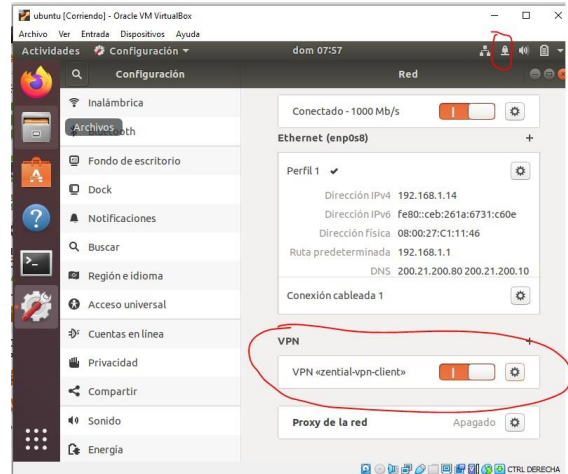 ubuntu [Corriendo] - Oracle VM VirtualBox
Archivo Ver Entrada Dispositivos Ayuda
Actividades Configuración dom 07:57
Configuración Red
Inalámbrica
Archivos
Fondo de escritorio
Dock
Notificaciones
Buscar
Región e idioma
Acceso universal
Cuentas en línea
Privacidad
Compartir
Sonido
Energía
Conectado - 1000 Mb/s
Ethernet (enp0s8) +
Perfil 1
Dirección IPv4 192.168.1.14
Dirección IPv6 fe80::ceb:261a:6731:c60e
Dirección física 08:00:27:C1:11:46
Ruta predeterminada 192.168.1.1
DNS 200.21.200.80 200.21.200.10
Conexión cableada 1
VPN +
VPN «zential-vpn-client»
Proxy de la red Apagado
CTRL DERECHA